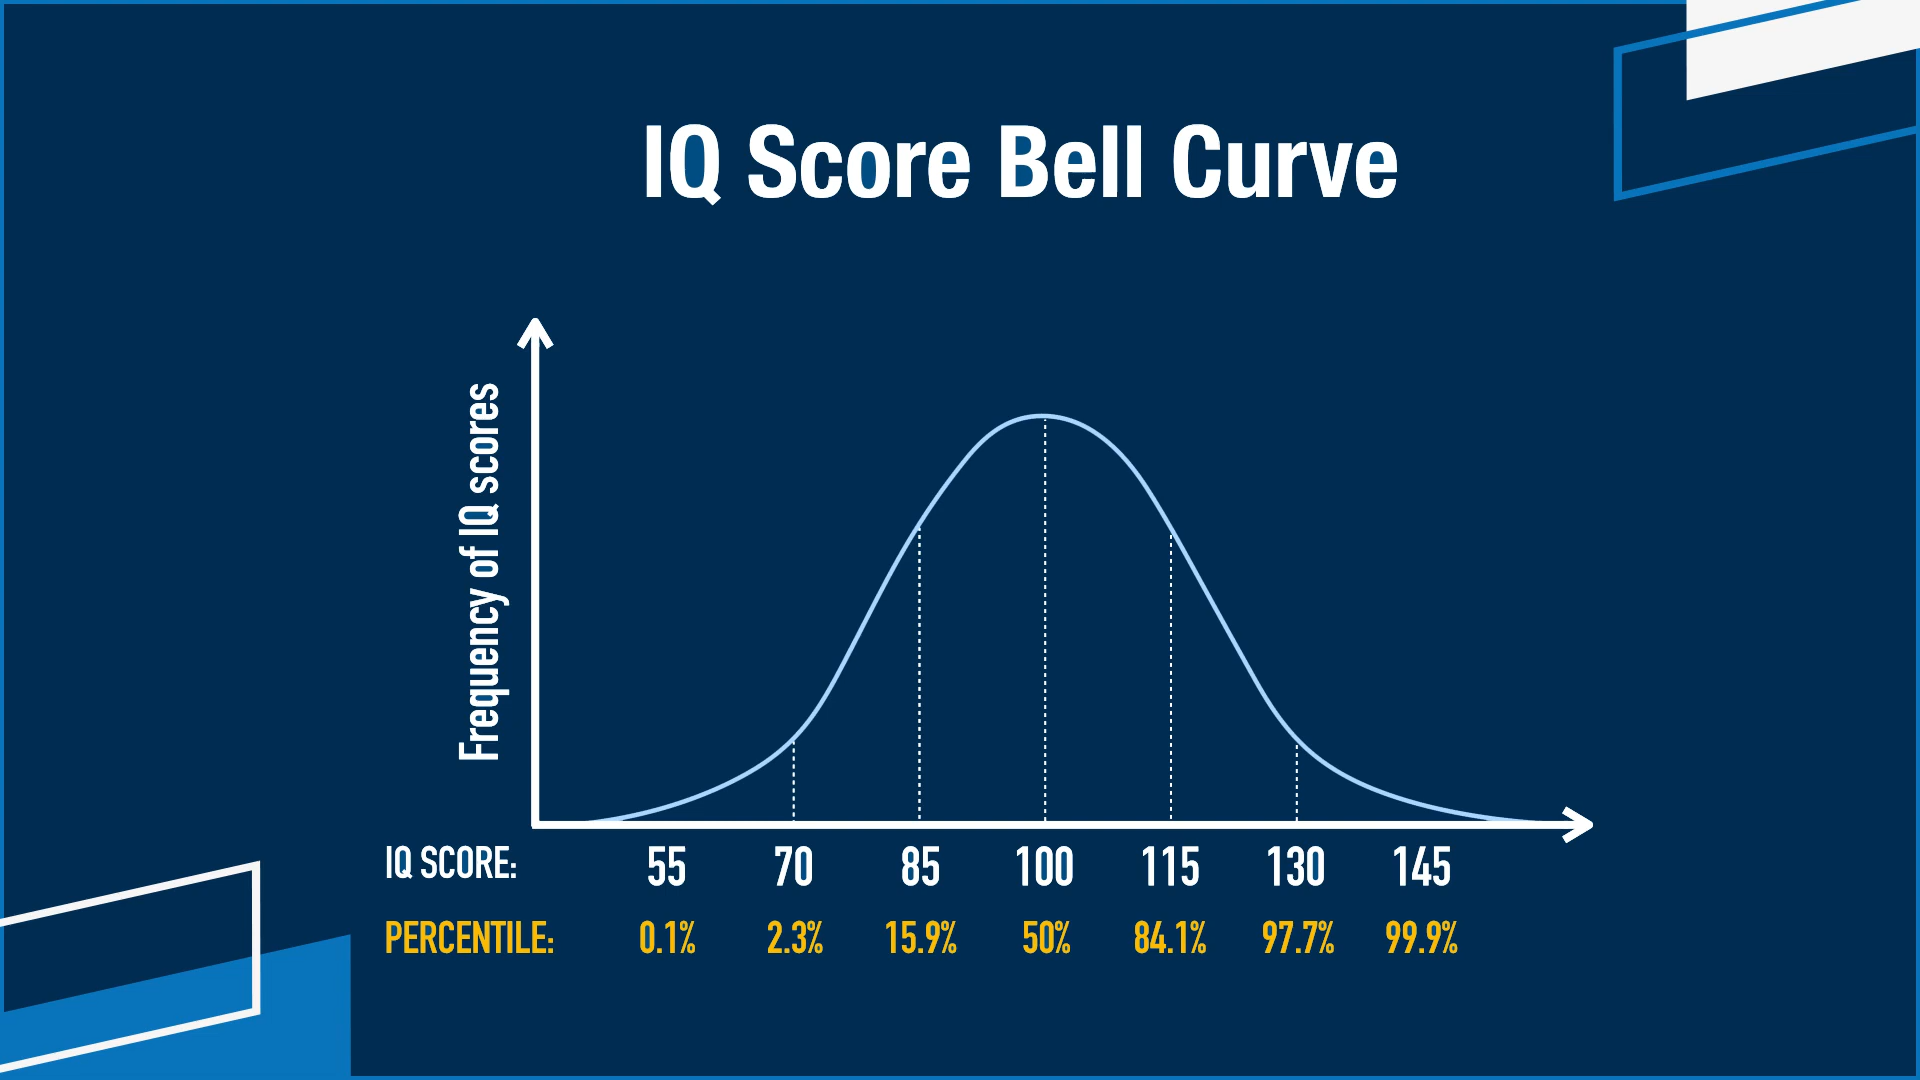 IQ Score Bell Curve
Frequency of IQ scores
IQ SCORE: 55 70 85 100 115 130 145
PERCENTILE: 0.1% 2.3% 15.9% 50% 84.1% 97.7% 99.9%